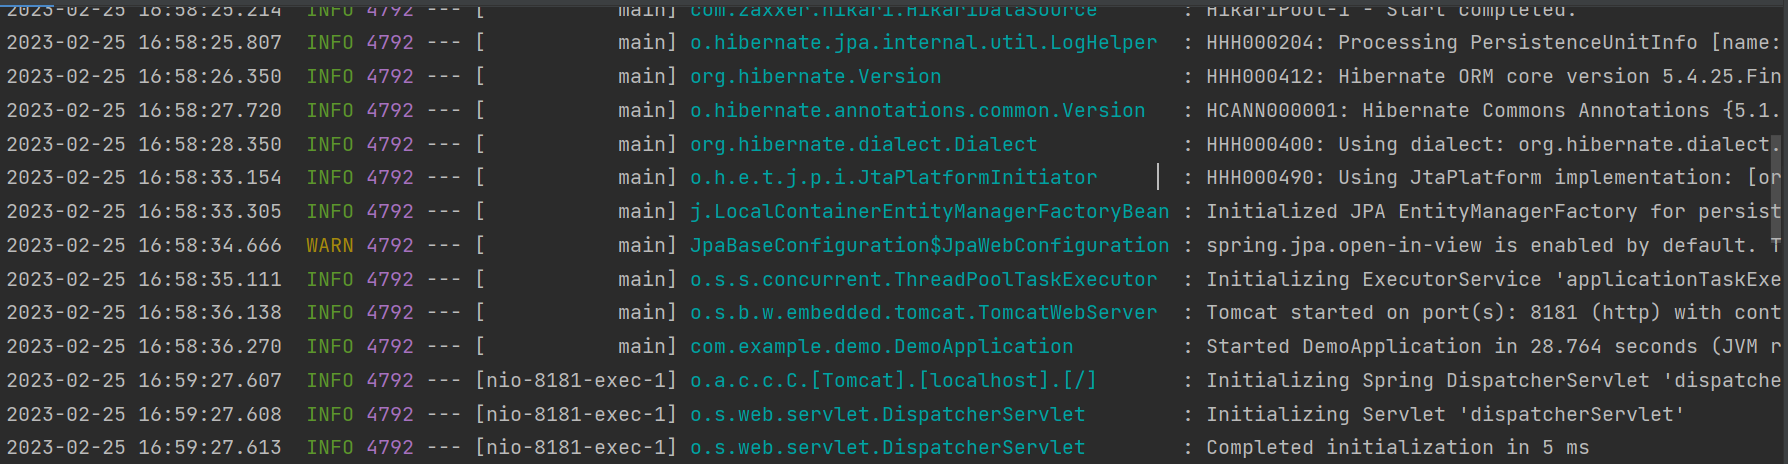 2023-02-25 16:58:25.214  INFO 4792 --- [           main] com.zaxxer.hikari.HikariDataSource       : HikariPool-1 - Start completed.
2023-02-25 16:58:25.807  INFO 4792 --- [           main] o.hibernate.jpa.internal.util.LogHelper  : HHH000204: Processing PersistenceUnitInfo [name:
2023-02-25 16:58:26.350  INFO 4792 --- [           main] org.hibernate.Version                    : HHH000412: Hibernate ORM core version 5.4.25.Fin
2023-02-25 16:58:27.720  INFO 4792 --- [           main] o.hibernate.annotations.common.Version   : HCANN000001: Hibernate Commons Annotations {5.1.
2023-02-25 16:58:28.350  INFO 4792 --- [           main] org.hibernate.dialect.Dialect            : HHH000400: Using dialect: org.hibernate.dialect.
2023-02-25 16:58:33.154  INFO 4792 --- [           main] o.h.e.t.j.p.i.JtaPlatformInitiator       : HHH000490: Using JtaPlatform implementation: [or
2023-02-25 16:58:33.305  INFO 4792 --- [           main] j.LocalContainerEntityManagerFactoryBean : Initialized JPA EntityManagerFactory for persist
2023-02-25 16:58:34.666  WARN 4792 --- [           main] JpaBaseConfiguration$JpaWebConfiguration : spring.jpa.open-in-view is enabled by default. T
2023-02-25 16:58:35.111  INFO 4792 --- [           main] o.s.s.concurrent.ThreadPoolTaskExecutor  : Initializing ExecutorService 'applicationTaskExe
2023-02-25 16:58:36.138  INFO 4792 --- [           main] o.s.b.w.embedded.tomcat.TomcatWebServer  : Tomcat started on port(s): 8181 (http) with cont
2023-02-25 16:58:36.270  INFO 4792 --- [           main] com.example.demo.DemoApplication         : Started DemoApplication in 28.764 seconds (JVM r
2023-02-25 16:59:27.607  INFO 4792 --- [nio-8181-exec-1] o.a.c.c.C.[Tomcat].[localhost].[/]       : Initializing Spring DispatcherServlet 'dispatche
2023-02-25 16:59:27.608  INFO 4792 --- [nio-8181-exec-1] o.s.web.servlet.DispatcherServlet        : Initializing Servlet 'dispatcherServlet'
2023-02-25 16:59:27.613  INFO 4792 --- [nio-8181-exec-1] o.s.web.servlet.DispatcherServlet        : Completed initialization in 5 ms